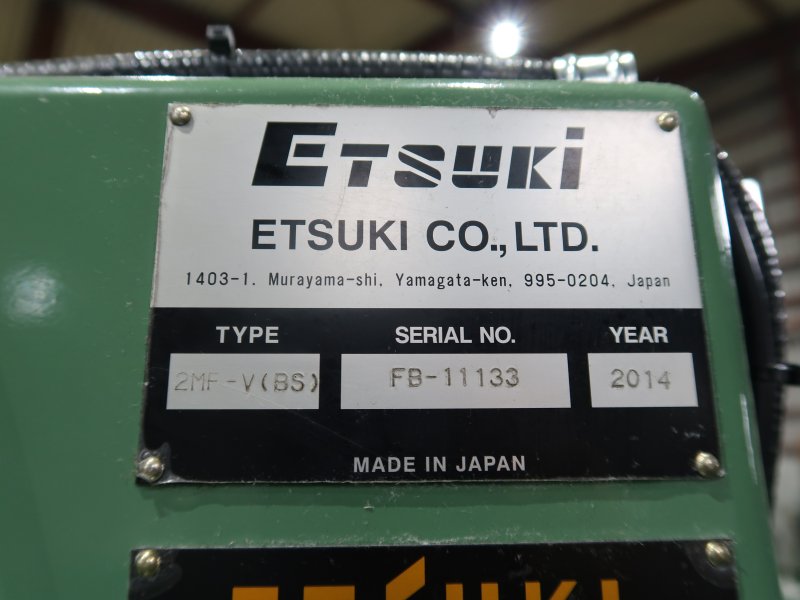 ETSUKI
ETSUKI CO., LTD.
1403-1, Murayama-shi, Yamagata-ken, 995-0204, Japan
TYPE SERIAL NO. YEAR
2MF-V(BS) FB-11133 2014
MADE IN JAPAN
ETSUKI